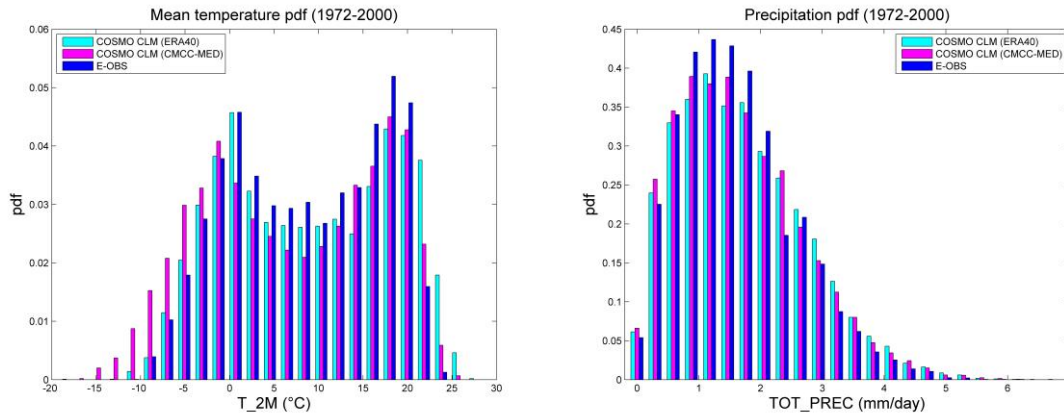 Mean temperature pdf (1972-2000)
0.06
0.05
0.04
0.03
0.02
0.01
0
pdf
COSMO CLM (ERA40)
COSMO CLM (CMCC-MED)
E-OBS
-20 -15 -10 -5 0 5 10 15 20 25 30
T_2M (°C)
Precipitation pdf (1972-2000)
0.45
0.4
0.35
0.3
0.25
0.2
0.15
0.1
0.05
0
pdf
COSMO CLM (ERA40)
COSMO CLM (CMCC-MED)
E-OBS
0 1 2 3 4 5 6
TOT_PREC (mm/day)